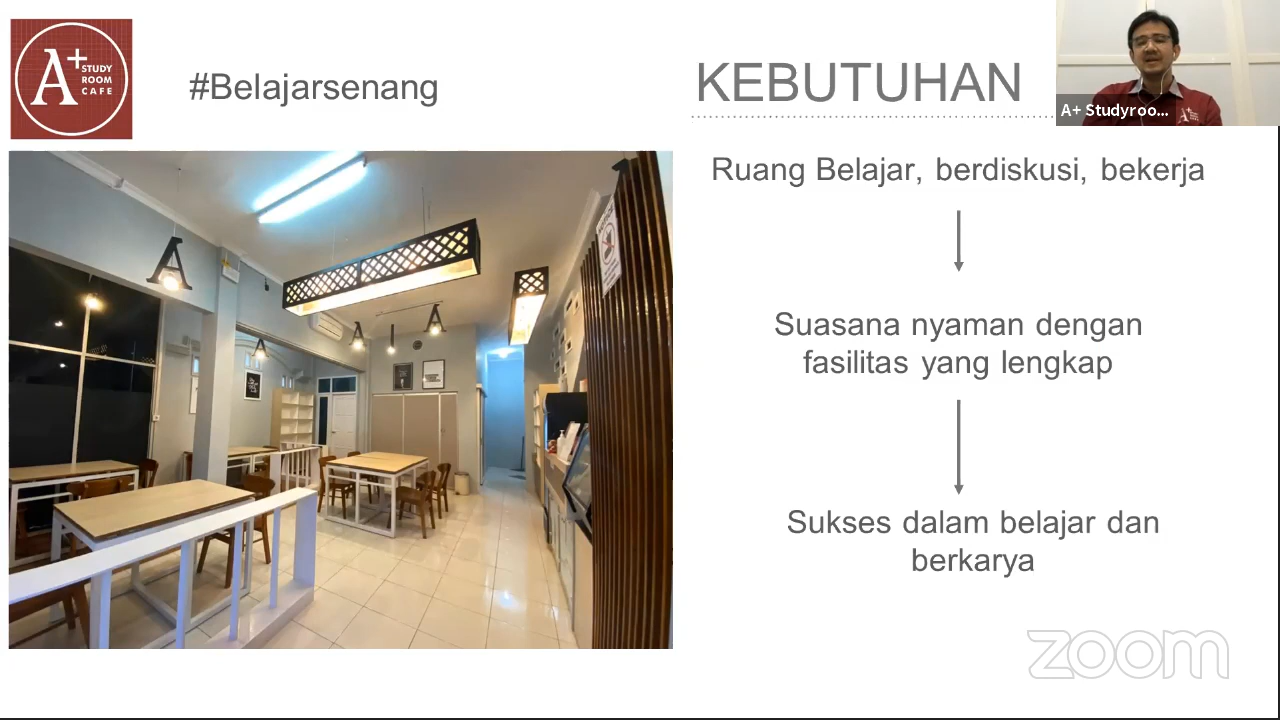 A+ STUDY
ROOM
CAFE
#Belajarsenang
KEBUTUHAN
A+ Studyroo...
Ruang Belajar, berdiskusi, bekerja
Suasana nyaman dengan
fasilitas yang lengkap
Sukses dalam belajar dan
berkarya
zoom